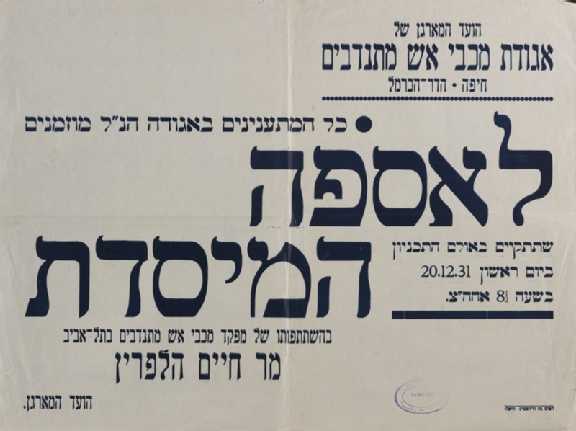 הועד המארגן של
אגודת מכבי אש מתנדבים
חיפה • הדר־הכרמל
• כל המתענינים באגודה הנ״ל מוזמנים
לאספה
המיסדת
שתתקיים באולם התכניון
ביום ראשון 20.12.31
בשעה 8½ אחה״צ.
בהשתתפותו של מפקד מכבי אש מתנדבים בתל־אביב
מר חיים הלפרין
הועד המארגן.